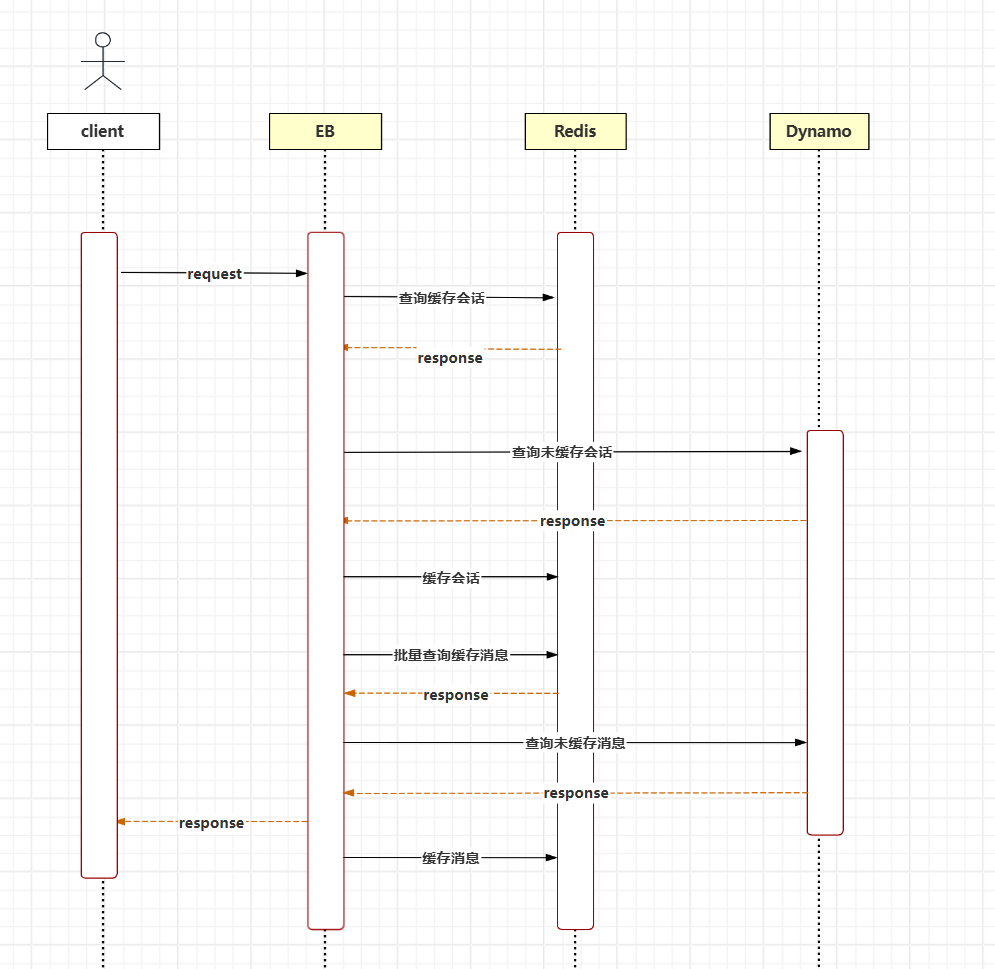 client
EB
Redis
Dynamo
request
查询缓存会话
response
查询未缓存会话
response
缓存会话
批量查询缓存消息
response
查询未缓存消息
response
response
缓存消息